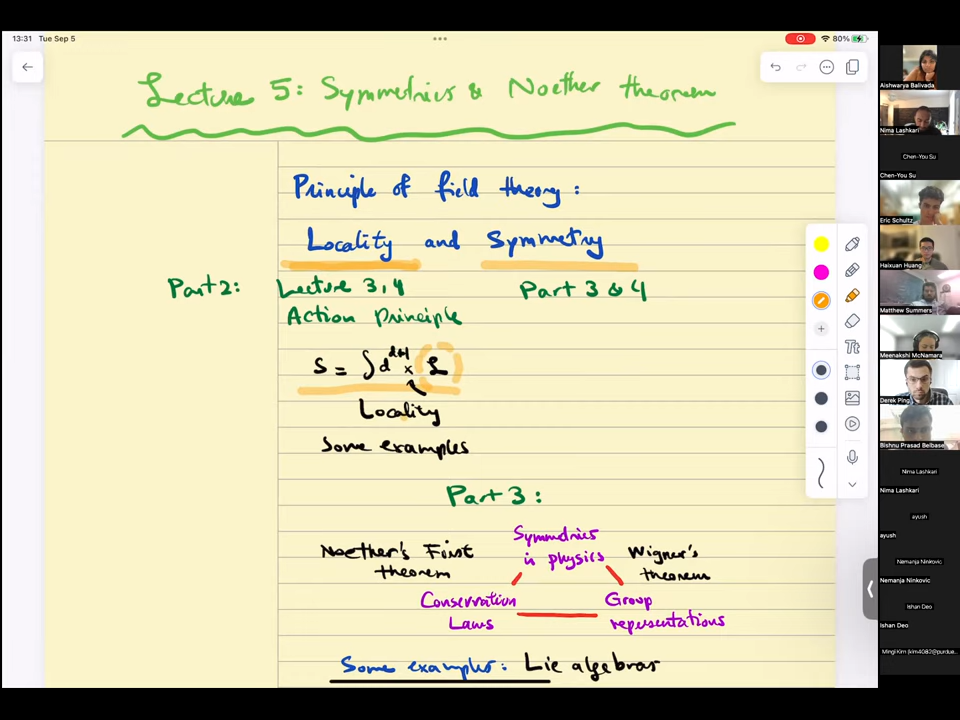 13:31 Tue Sep 5
80%
Lecture 5: Symmetries & Noether theorem
Principle of field theory:
Locality and Symmetry
Part 2: Lecture 3,4 Part 3 & 4
Action Principle
S = ∫ d^{d+1} x ℒ
Locality
Some examples
Part 3:
Symmetries
in physics
Noether's First
theorem
Wigner's
theorem
Conservation
Laws
Group
representations
Some examples: Lie algebras
Tt
Aishwarya Balivada
Nima Lashkari
Chen-You Su
Chen-You Su
Eric Schultz
Haixuan Huang
Matthew Summers
Meenakshi McNamara
Derek Ping
Bishnu Prasad Belbase
Nima Lashkari
Nima Lashkari
ayush
ayush
Nemanja Ninkovic
Nemanja Ninkovic
Ishan Deo
Ishan Deo